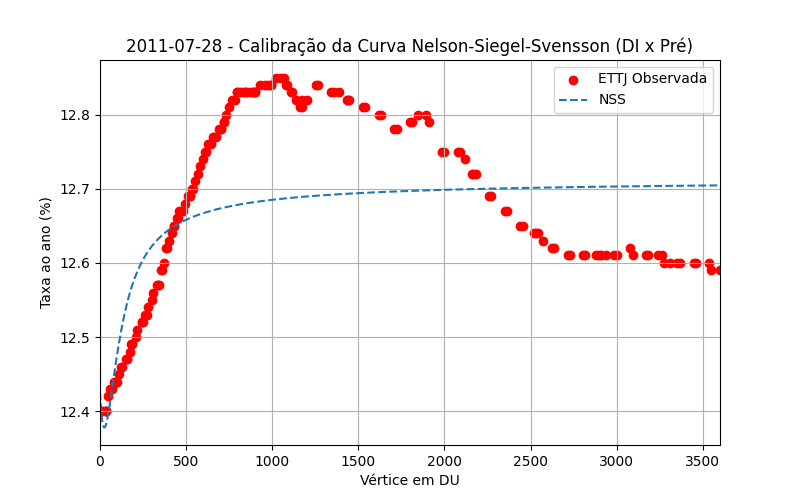 2011-07-28 - Calibração da Curva Nelson-Siegel-Svensson (DI x Pré)
ETTJ Observada
NSS
12.8
12.7
12.6
12.5
12.4
Taxa ao ano (%)
0 500 1000 1500 2000 2500 3000 3500
Vértice em DU